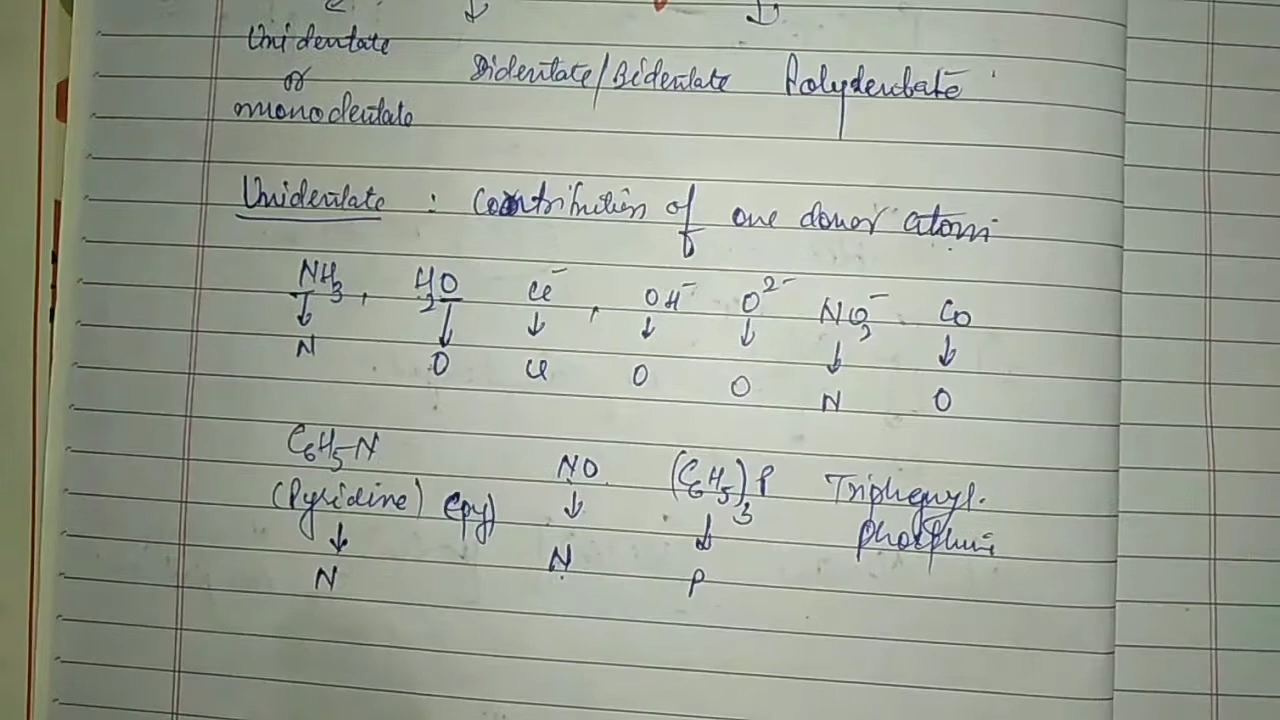 Unidentate
or
monodentate
Didentate/Bidentate Polydentate
Unidentate : Contribution of one donor atom
NH3, H2O Cl⁻, OH⁻ O²⁻ NO2⁻ CO
↓ ↓ ↓ ↓ ↓ ↓ ↓
N O Cl O O N O
C6H5-N NO (C6H5)3P Triphenyl.
(Pyridine) (py) ↓ ↓ phosphine
↓ N P
N